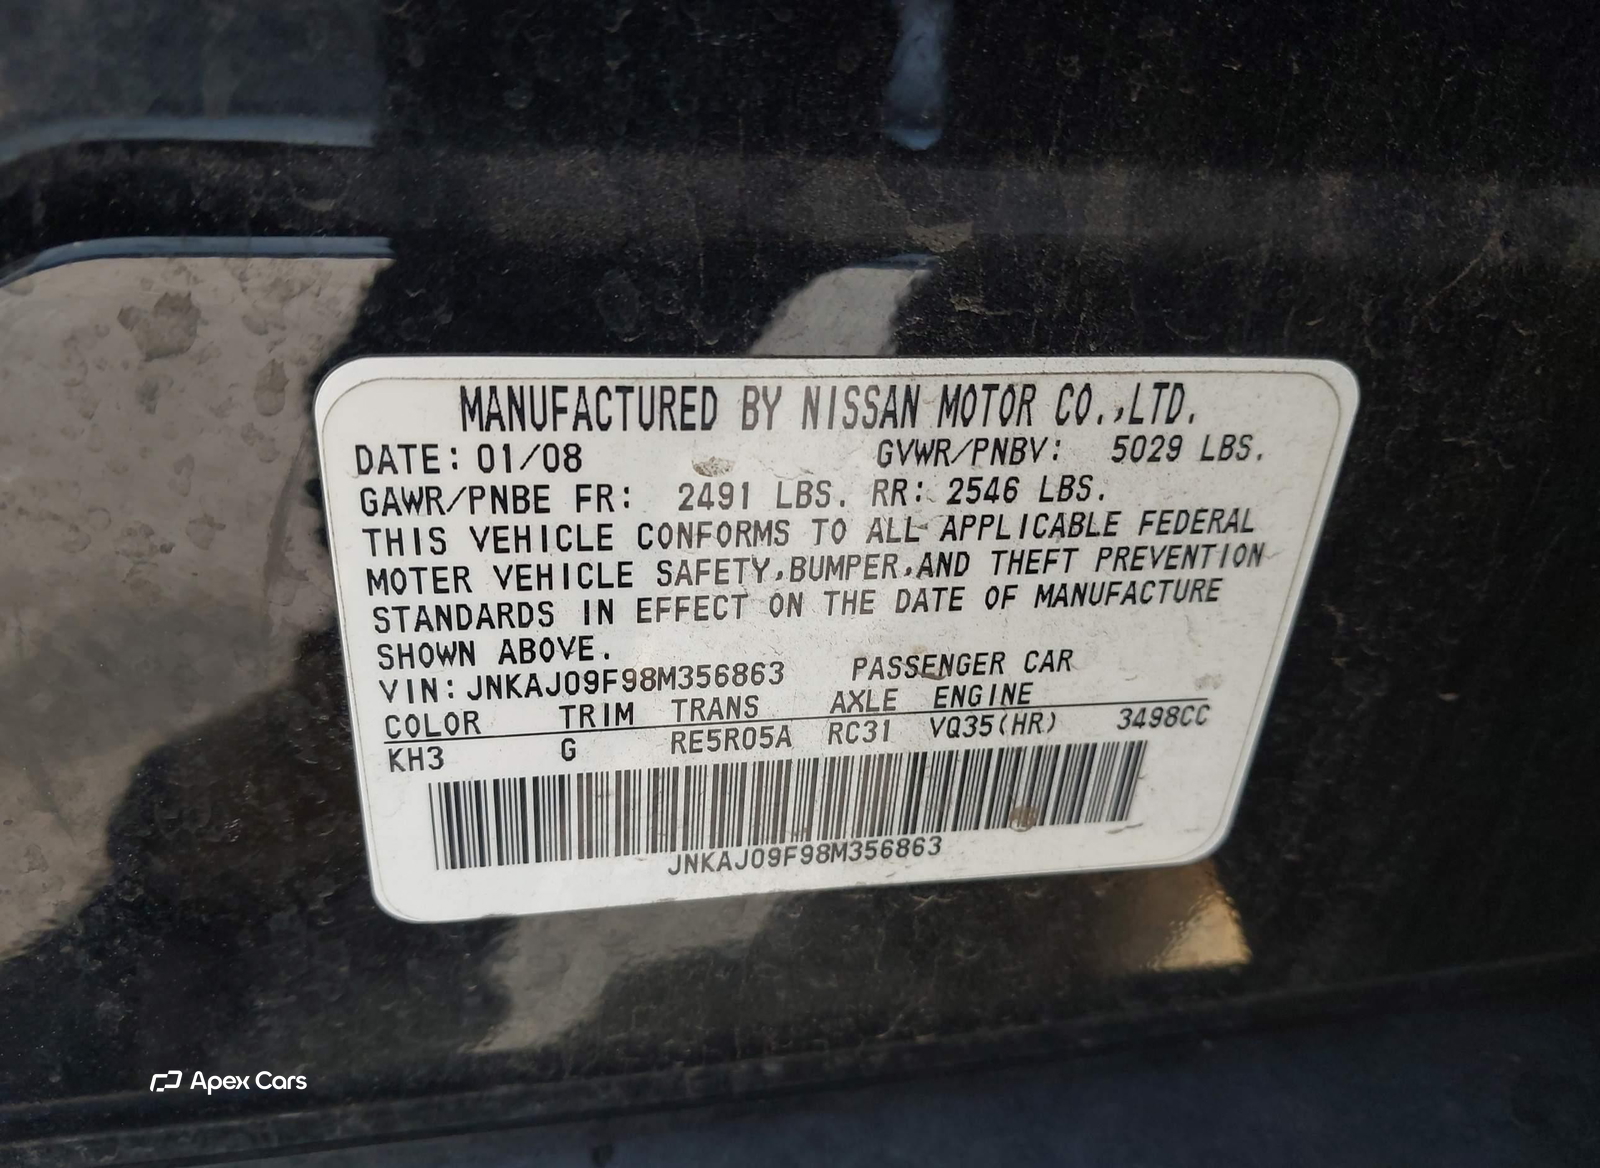 MANUFACTURED BY NISSAN MOTOR CO.,LTD.
DATE: 01/08 GVWR/PNBV: 5029 LBS.
GAWR/PNBE FR: 2491 LBS. RR: 2546 LBS.
THIS VEHICLE CONFORMS TO ALL APPLICABLE FEDERAL
MOTER VEHICLE SAFETY,BUMPER,AND THEFT PREVENTION
STANDARDS IN EFFECT ON THE DATE OF MANUFACTURE
SHOWN ABOVE.
VIN: JNKAJ09F98M356863 PASSENGER CAR
COLOR TRIM TRANS AXLE ENGINE
KH3 G RE5R05A RC31 VQ35(HR) 3498CC
JNKAJ09F98M356863
Apex Cars